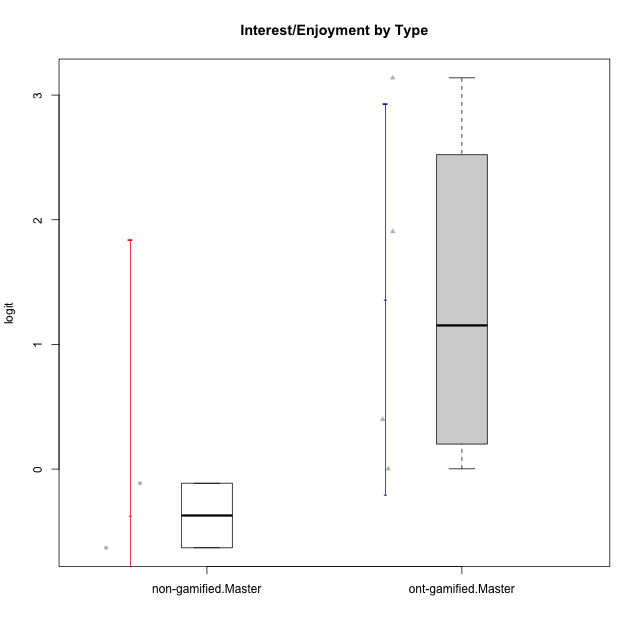 Interest/Enjoyment by Type
3
2
1
0
logit
non-gamified.Master
ont-gamified.Master